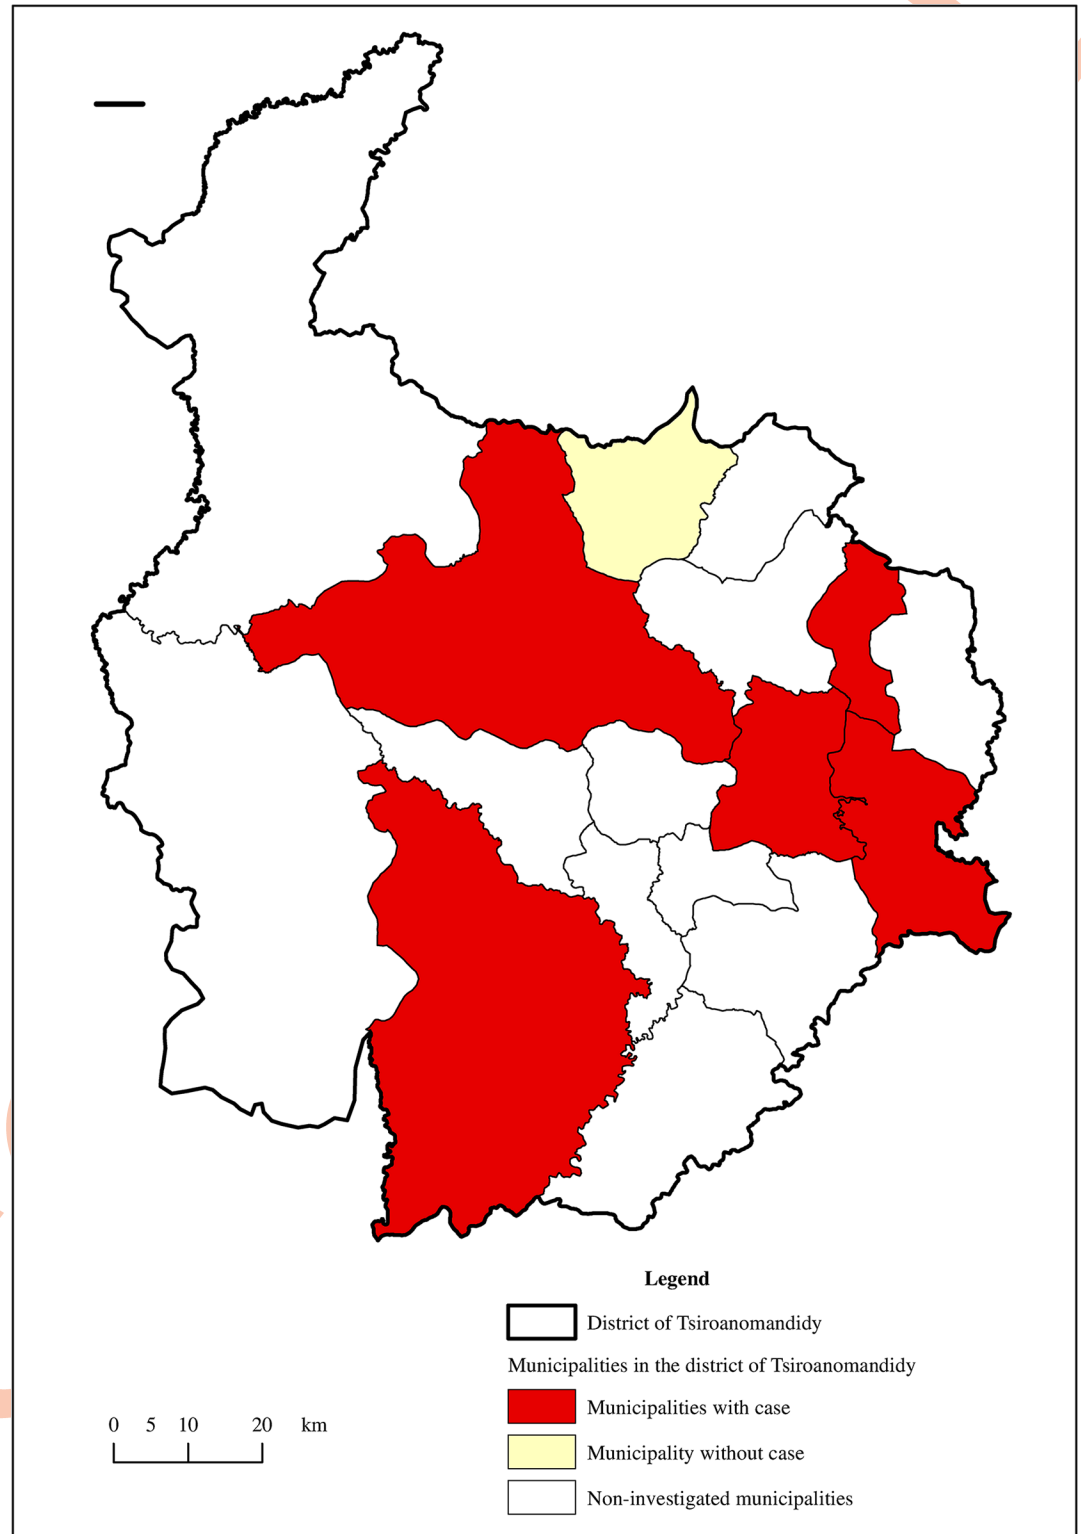 Legend
District of Tsiroanomandidy
Municipalities in the district of Tsiroanomandidy
Municipalities with case
Municipality without case
Non-investigated municipalities
0 5 10 20 km